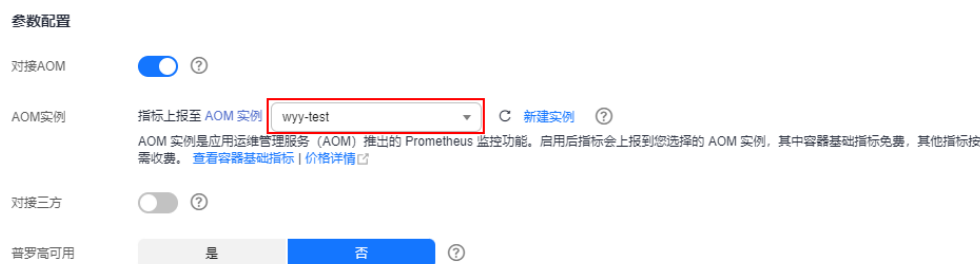 参数配置
对接AOM
AOM实例 指标上报至 AOM 实例 wyy-test 新建实例
AOM 实例是应用运维管理服务（AOM）推出的 Prometheus 监控功能。启用后指标会上报到您选择的 AOM 实例，其中容器基础指标免费，其他指标按
需收费。 查看容器基础指标 | 价格详情
对接三方
普罗高可用 是 否